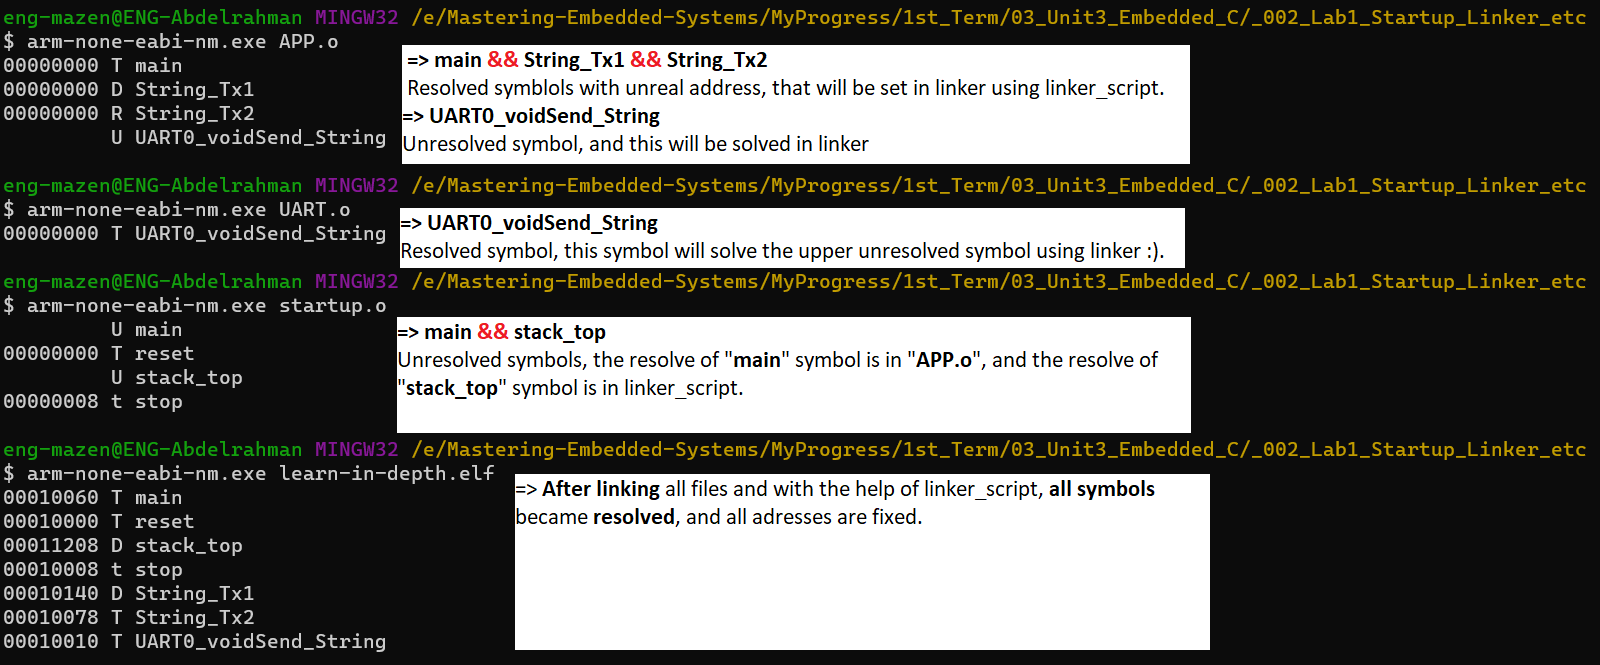 eng-mazen@ENG-Abdelrahman MINGW32 /e/Mastering-Embedded-Systems/MyProgress/1st_Term/03_Unit3_Embedded_C/_002_Lab1_Startup_Linker_etc
$ arm-none-eabi-nm.exe APP.o
00000000 T main
00000000 D String_Tx1
00000000 R String_Tx2
U UART0_voidSend_String
=> main && String_Tx1 && String_Tx2
Resolved symblols with unreal address, that will be set in linker using linker_script.
=> UART0_voidSend_String
Unresolved symbol, and this will be solved in linker
eng-mazen@ENG-Abdelrahman MINGW32 /e/Mastering-Embedded-Systems/MyProgress/1st_Term/03_Unit3_Embedded_C/_002_Lab1_Startup_Linker_etc
$ arm-none-eabi-nm.exe UART.o
00000000 T UART0_voidSend_String
=> UART0_voidSend_String
Resolved symbol, this symbol will solve the upper unresolved symbol using linker :).
eng-mazen@ENG-Abdelrahman MINGW32 /e/Mastering-Embedded-Systems/MyProgress/1st_Term/03_Unit3_Embedded_C/_002_Lab1_Startup_Linker_etc
$ arm-none-eabi-nm.exe startup.o
U main
00000000 T reset
U stack_top
00000008 t stop
=> main && stack_top
Unresolved symbols, the resolve of "main" symbol is in "APP.o", and the resolve of
"stack_top" symbol is in linker_script.
eng-mazen@ENG-Abdelrahman MINGW32 /e/Mastering-Embedded-Systems/MyProgress/1st_Term/03_Unit3_Embedded_C/_002_Lab1_Startup_Linker_etc
$ arm-none-eabi-nm.exe learn-in-depth.elf
00010060 T main
00010000 T reset
00011208 D stack_top
00010008 t stop
00010140 D String_Tx1
00010078 T String_Tx2
00010010 T UART0_voidSend_String
=> After linking all files and with the help of linker_script, all symbols
became resolved, and all adresses are fixed.